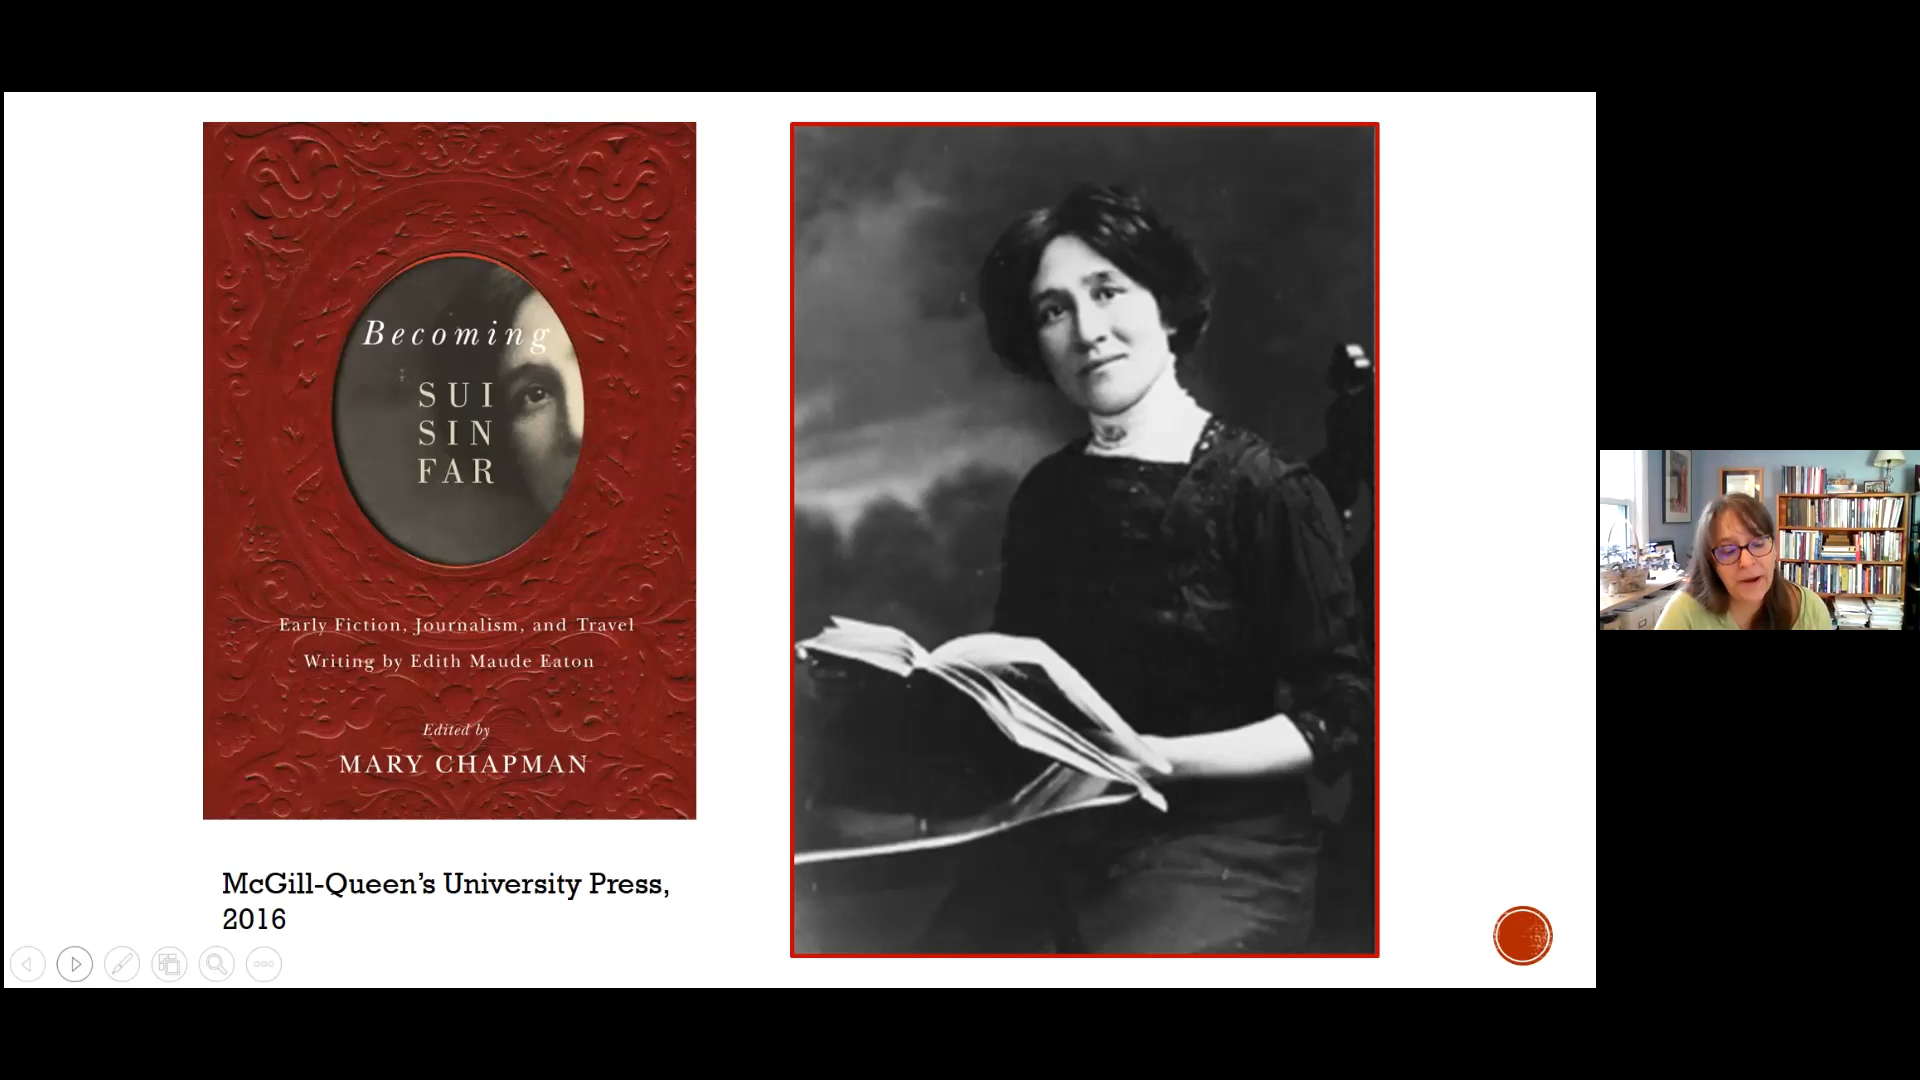 Becoming
SUI
SIN
FAR
Early Fiction, Journalism, and Travel
Writing by Edith Maude Eaton
Edited by
MARY CHAPMAN
McGill-Queen’s University Press,
2016